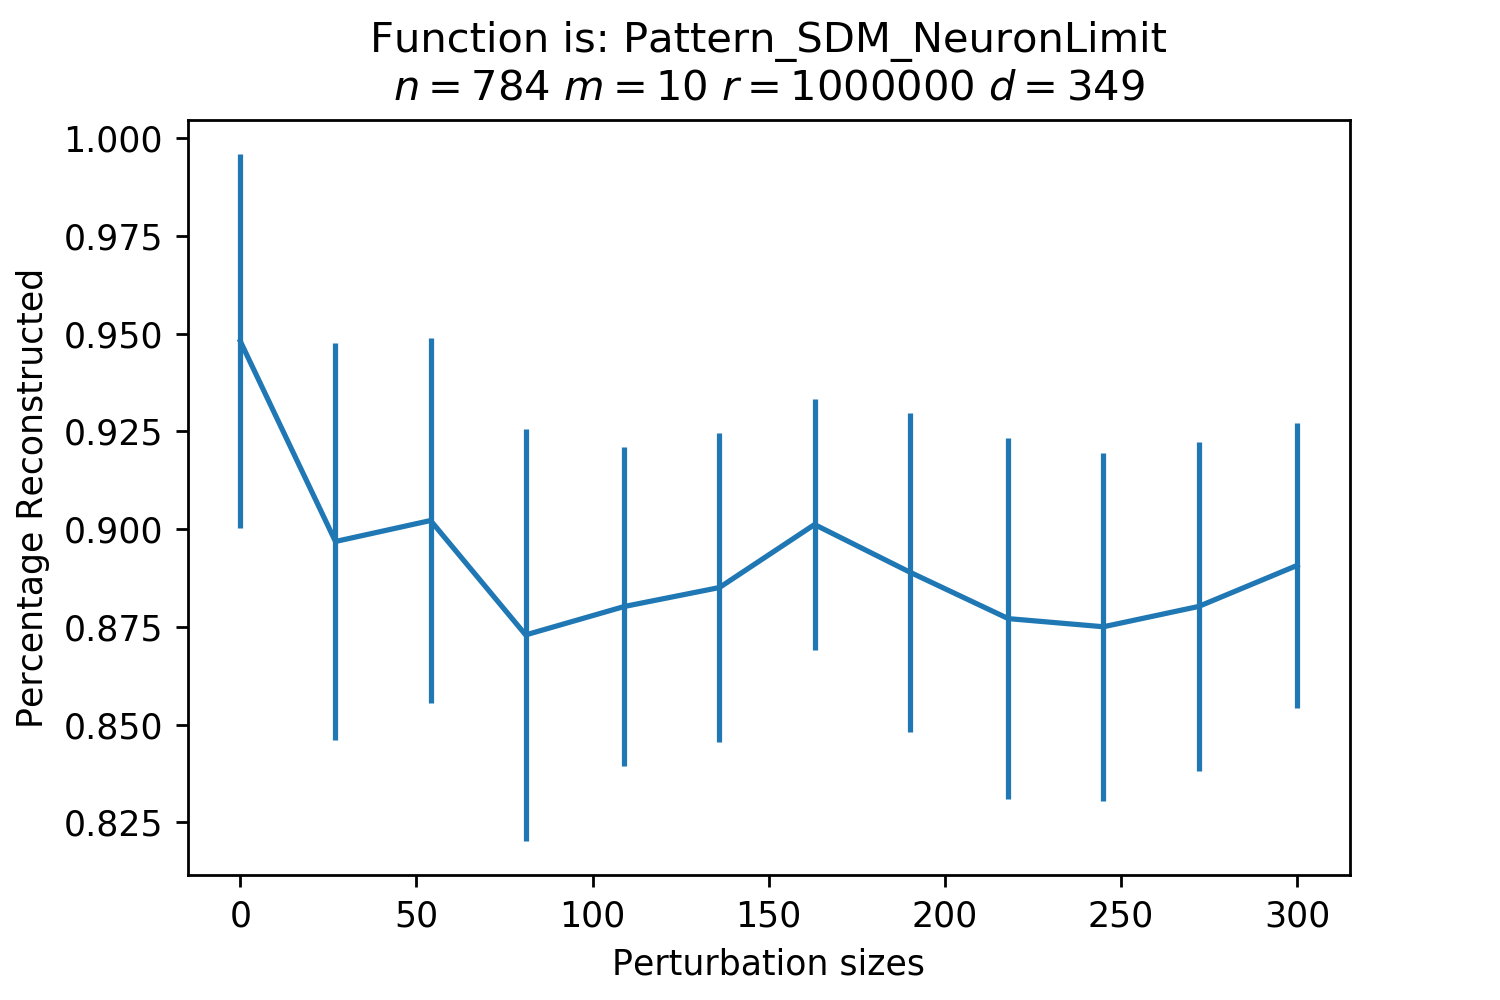 Function is: Pattern_SDM_NeuronLimit
n = 784 m = 10 r = 1000000 d = 349
1.000
0.975
0.950
0.925
0.900
0.875
0.850
0.825
Percentage Reconstructed
0 50 100 150 200 250 300
Perturbation sizes